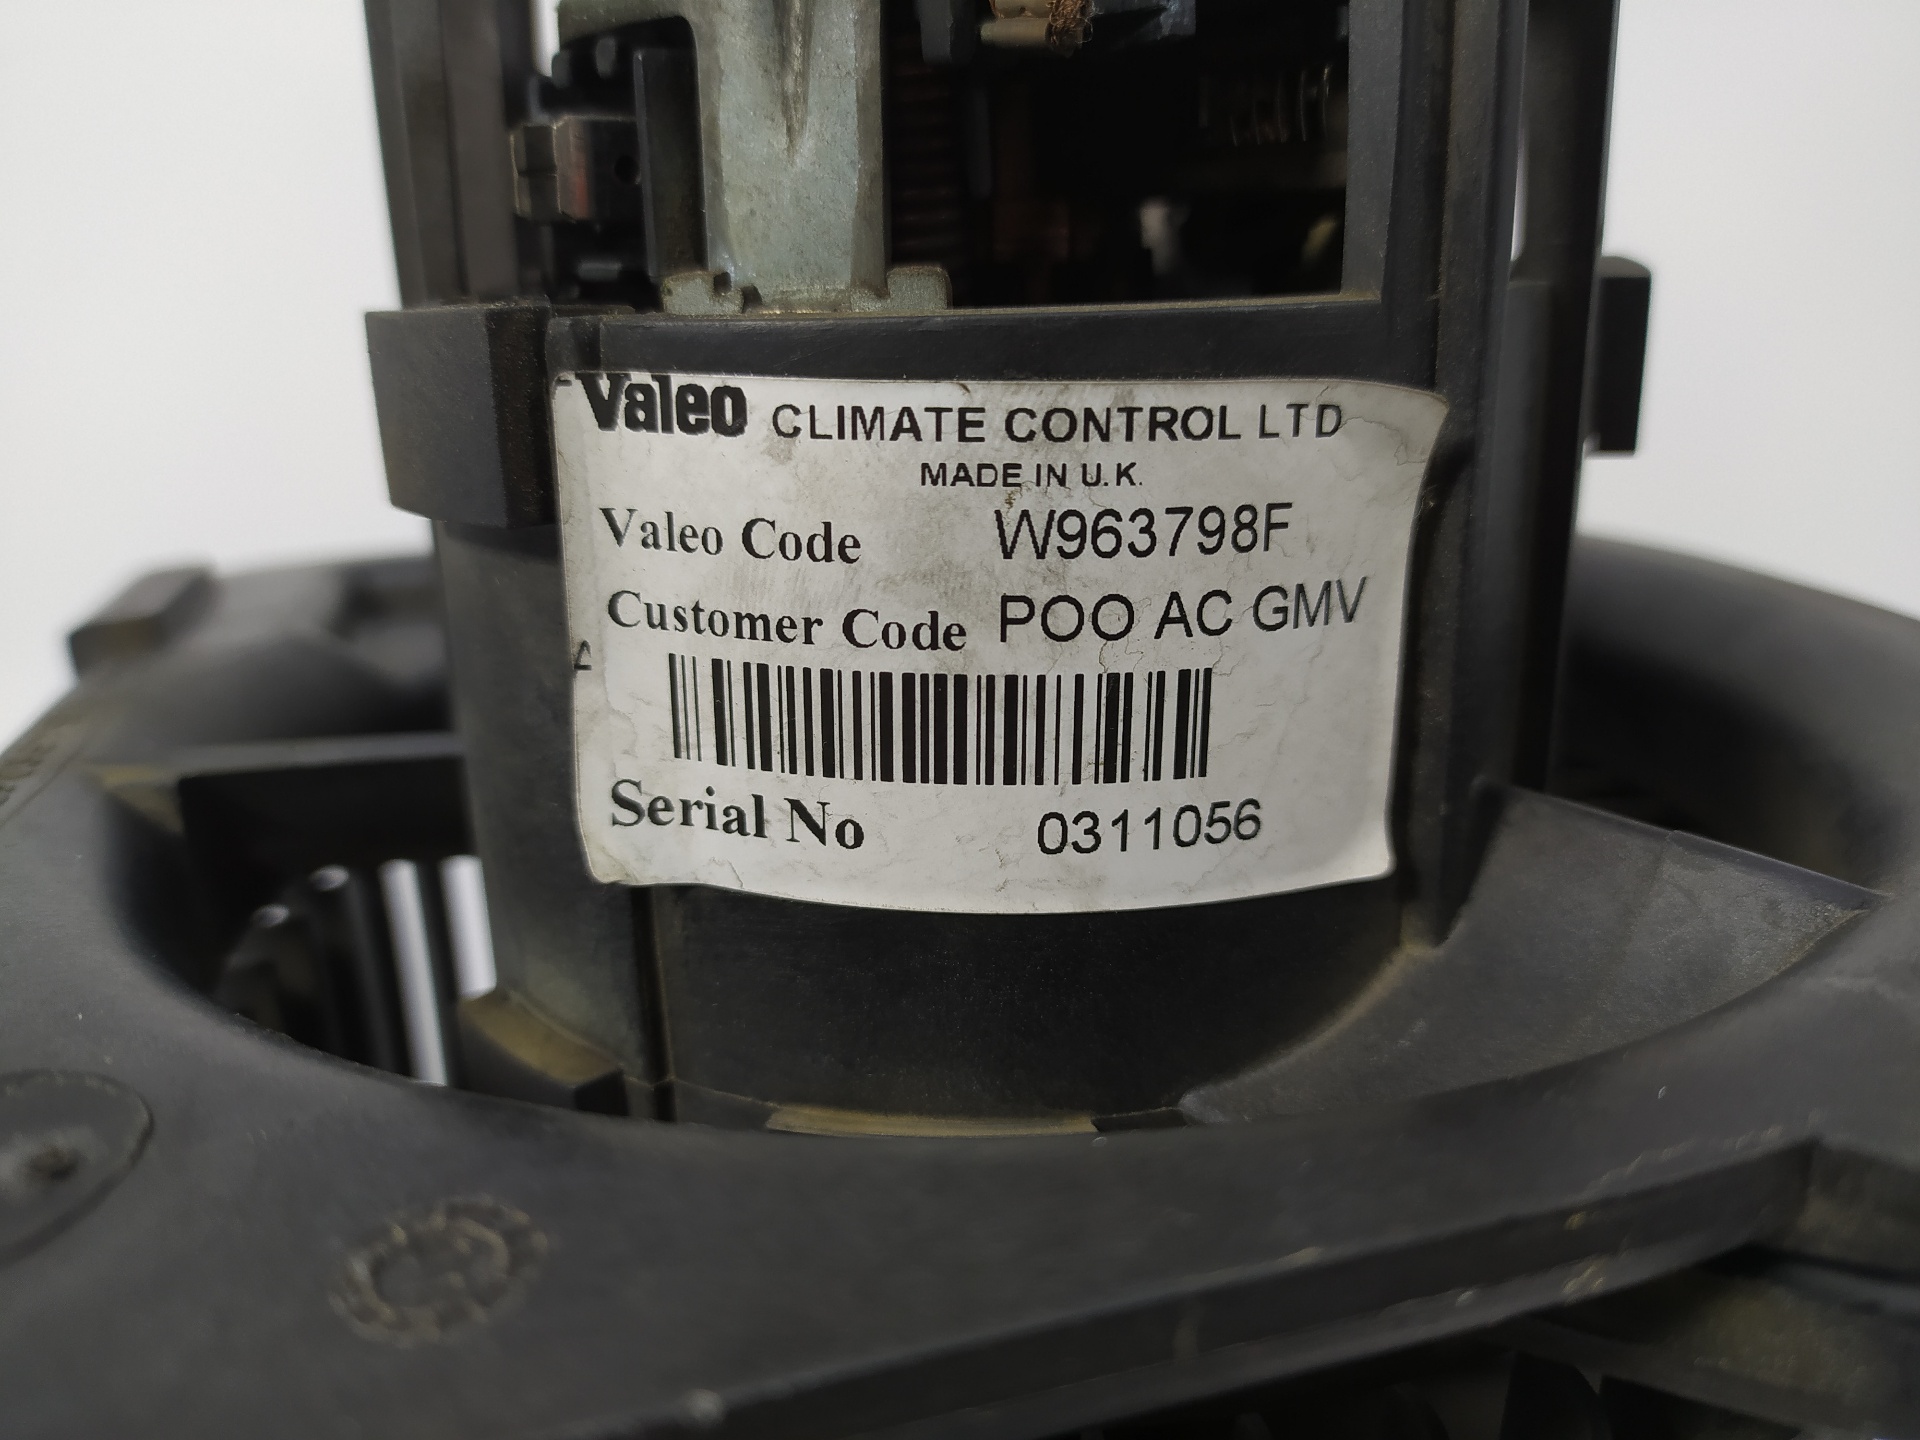 Valeo CLIMATE CONTROL LTD
MADE IN U.K.
Valeo Code W963798F
Customer Code POO AC GMV
Serial No 0311056